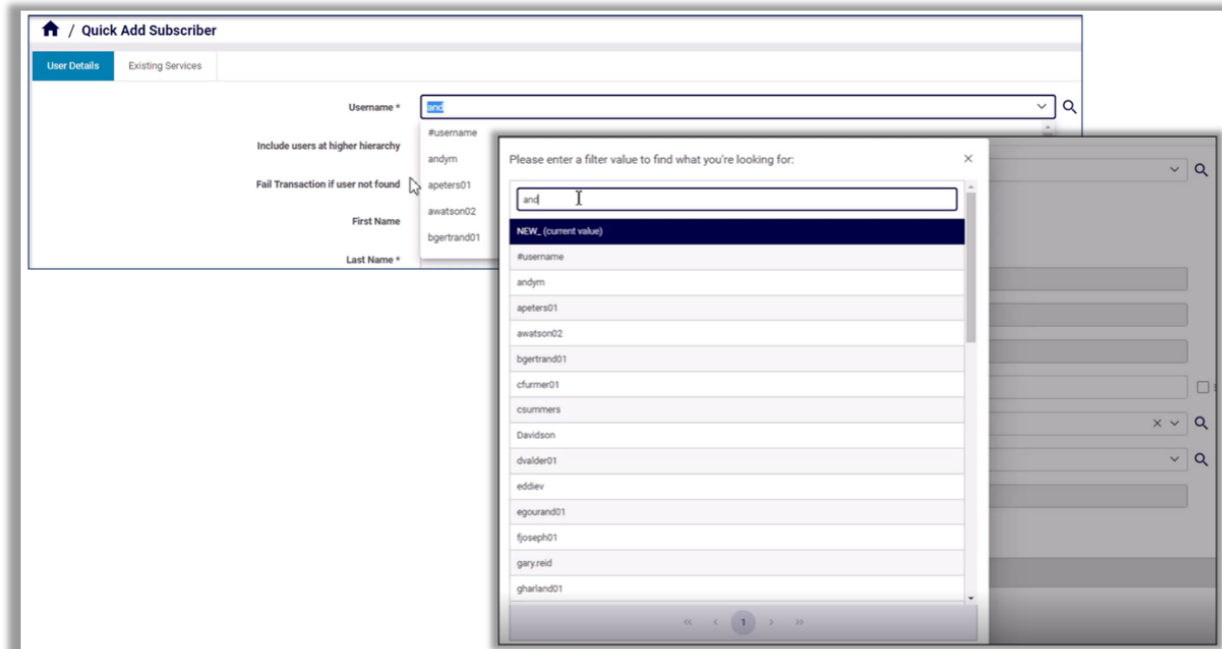 / Quick Add Subscriber
User Details
Existing Services
Username *
and
Include users at higher hierarchy
Fail Transaction if user not found
First Name
Last Name *
#username
andym
apeters01
awatson02
bgertrand01
Please enter a filter value to find what you're looking for:
and
NEW_ (current value)
#username
andym
apeters01
awatson02
bgertrand01
cfurmer01
csummers
Davidson
dvalder01
eddiev
egourand01
fjoseph01
gary.reid
gharland01
« ‹ 1 › »